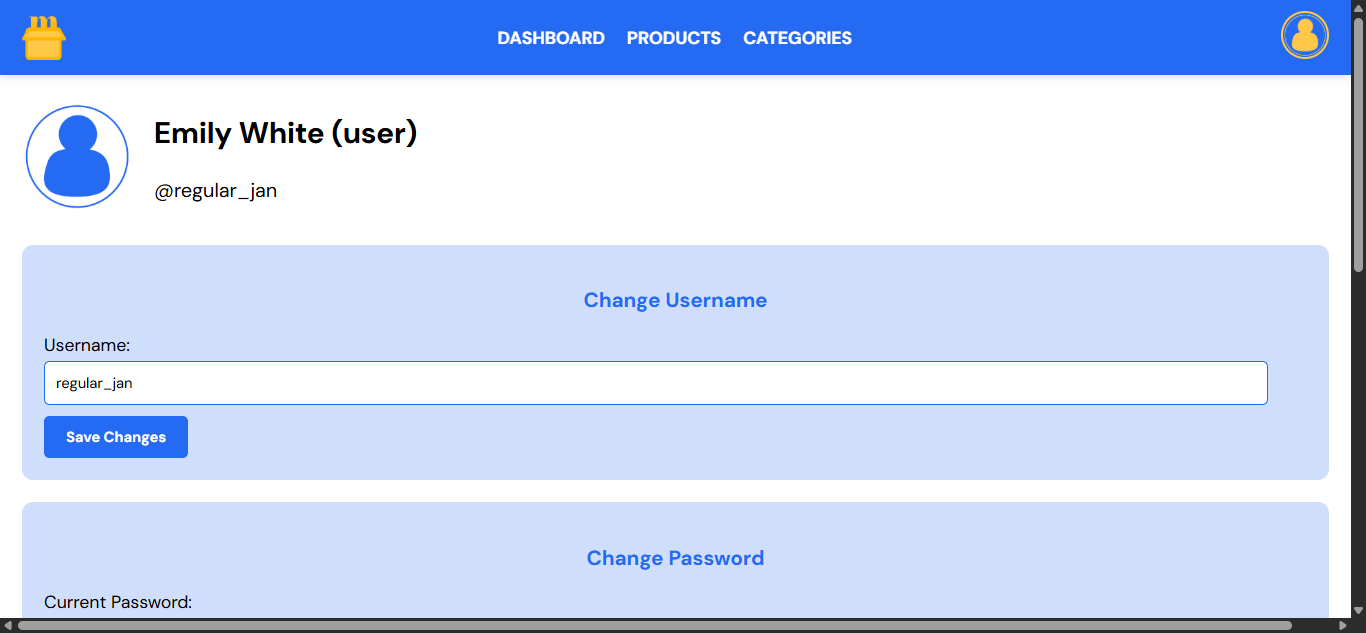 DASHBOARD PRODUCTS CATEGORIES
Emily White (user)
@regular_jan
Change Username
Username:
regular_jan
Save Changes
Change Password
Current Password: